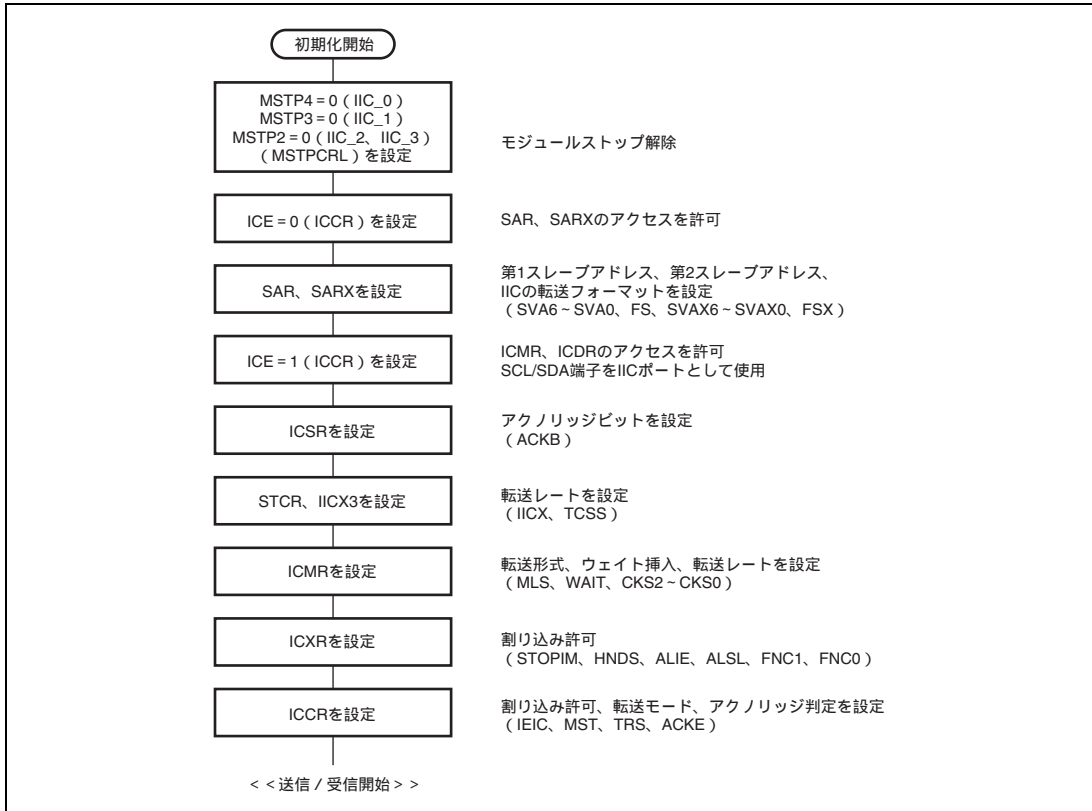 初期化開始
MSTP4 = 0 ( IIC_0 )
MSTP3 = 0 ( IIC_1 )
MSTP2 = 0 ( IIC_2、IIC_3 )
( MSTPCRL ) を設定
モジュールストップ解除
ICE = 0 ( ICCR ) を設定
SAR、SARXのアクセスを許可
SAR、SARXを設定
第1スレーブアドレス、第2スレーブアドレス、
IICの転送フォーマットを設定
( SVA6 ~ SVA0、FS、SVAX6 ~ SVAX0、FSX )
ICE = 1 ( ICCR ) を設定
ICMR、ICDRのアクセスを許可
SCL/SDA端子をIICポートとして使用
ICSRを設定
アクノリッジビットを設定
( ACKB )
STCR、IICX3を設定
転送レートを設定
( IICX、TCSS )
ICMRを設定
転送形式、ウェイト挿入、転送レートを設定
( MLS、WAIT、CKS2 ~ CKS0 )
ICXRを設定
割り込み許可
( STOPIM、HNDS、ALIE、ALSL、FNC1、FNC0 )
ICCRを設定
割り込み許可、転送モード、アクノリッジ判定を設定
( IEIC、MST、TRS、ACKE )
< < 送信 / 受信開始 > >